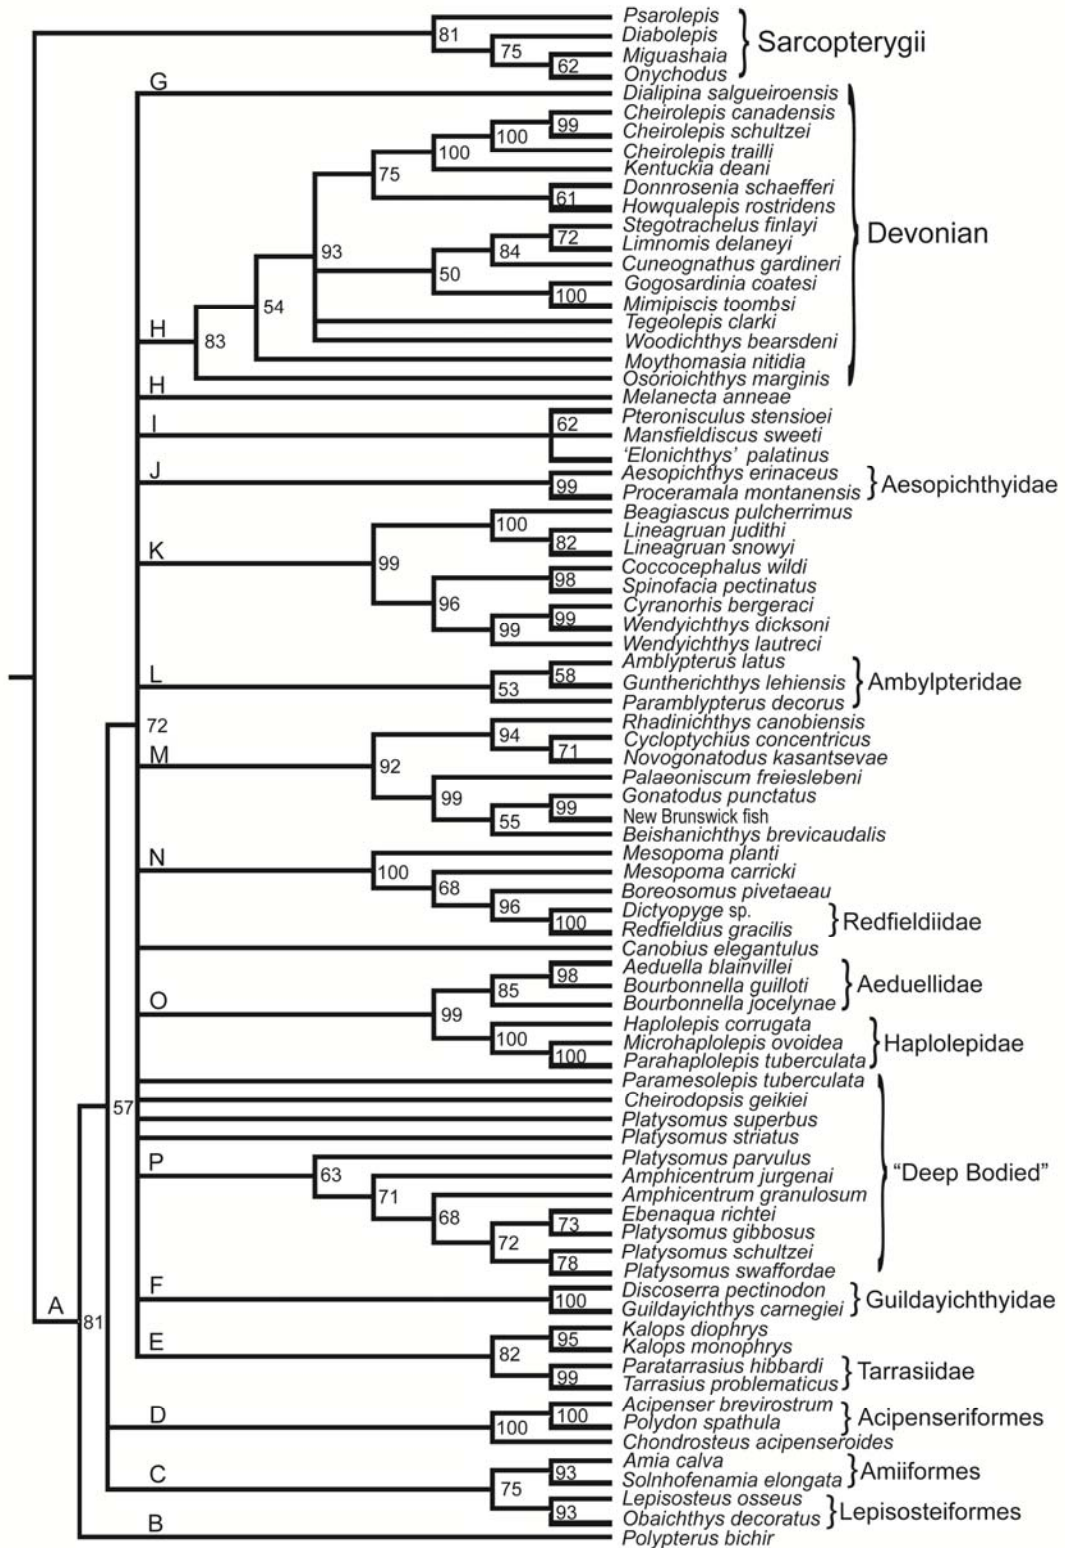 Psarolepis
81
Diabolepis
Sarcopterygii
75
Miguashaia
62
Onychodus
G
Dialipina salgueiroensis
Cheirolepis canadensis
99
Cheirolepis schultzei
100
Cheirolepis trailli
100
Kentuckia deani
75
Donnrosenia schaefferi
61
Howqualepis rostridens
Stegotrachelus finlayi
Devonian
72
Limnomis delaneyi
93
84
Cuneognathus gardineri
50
Gogosardinia coatesi
100
Mimipiscis toombsi
54
Tegeolepis clarki
H
83
Woodichthys bearsdeni
Moythomasia nitidia
Osorioichthys marginis
H
Melanecta anneae
Pteronisculus stensioei
I
62
Mansfieldiscus sweeti
'Elonichthys' palatinus
J
Aesopichthys erinaceus
99
Aesopichthyidae
Proceramala montanensis
Beagiascus pulcherrimus
100
Lineagruan judithi
82
K
Lineagruan snowyi
99
Coccocephalus wildi
98
Spinofacia pectinatus
96
Cyranorhis bergeraci
99
Wendyichthys dicksoni
99
Wendyichthys lautreci
Amblypterus latus
L
58
Guntherichthys lehiensis
Ambylpteridae
53
Paramblypterus decorus
72
Rhadinichthys canobiensis
94
Cycloptychius concentricus
M
71
Novogonatodus kasantsevae
92
Palaeoniscum freieslebeni
99
Gonatodus punctatus
99
New Brunswick fish
55
Beishanichthys brevicaudalis
N
Mesopoma planti
100
Mesopoma carricki
68
Boreosomus pivetaeau
96
Dictyopyge sp.
100
Redfieldiidae
Redfieldius gracilis
Canobius elegantulus
Aeduella blainvillei
98
O
85
Bourbonnella guilloti
Aeduellidae
Bourbonnella jocelynae
99
Haplolepis corrugata
100
Microhaplolepis ovoidea
Haplolepidae
100
Parahaplolepis tuberculata
Paramesolepis tuberculata
57
Cheirodopsis geikiei
Platysomus superbus
Platysomus striatus
P
Platysomus parvulus
63
Amphicentrum jurgenai
"Deep Bodied"
71
Amphicentrum granulosum
68
Ebenaqua richtei
73
Platysomus gibbosus
72
Platysomus schultzei
78
Platysomus swaffordae
F
Discoserra pectinodon
100
Guildayichthyidae
A
Guildayichthys carnegiei
81
Kalops diophrys
E
95
Kalops monophrys
82
Paratarrasius hibbardi
99
Tarrasiidae
Tarrasius problematicus
D
Acipenser brevirostrum
100
Acipenseriformes
100
Polydon spathula
Chondrosteus acipenseroides
C
Amia calva
93
Amiiformes
75
Solnhofenamia elongata
Lepisosteus osseus
93
Lepisosteiformes
B
Obaichthys decoratus
Polypterus bichir